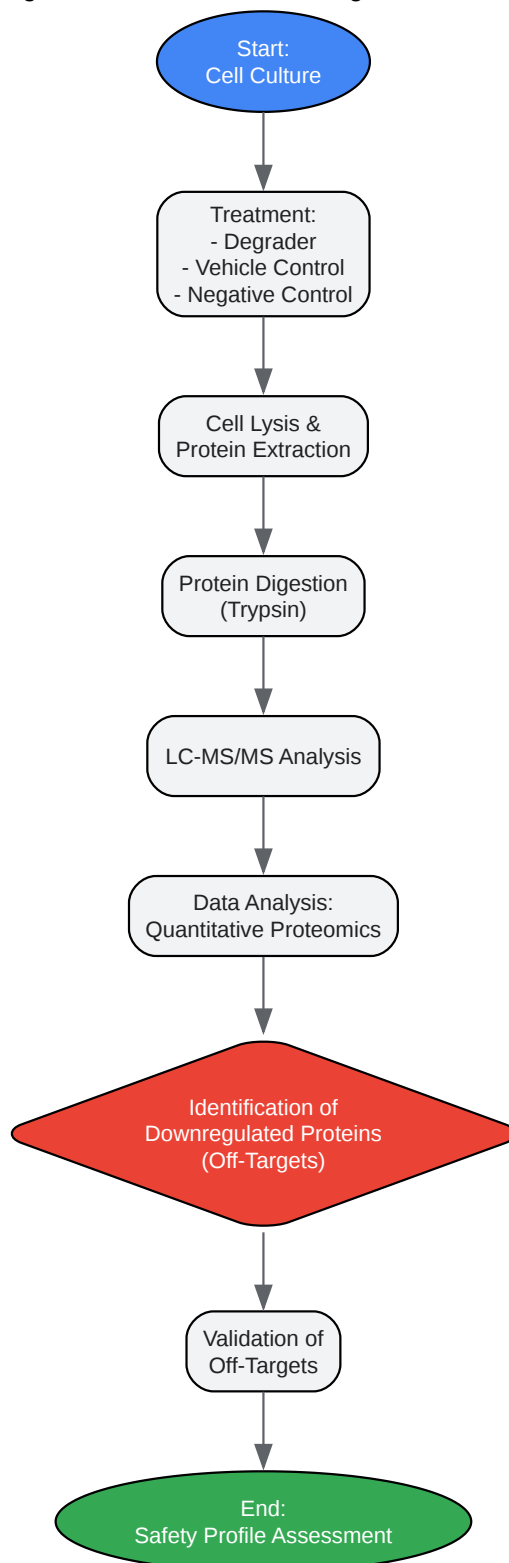 Start:
Cell Culture
Treatment:
- Degrader
- Vehicle Control
- Negative Control
Cell Lysis &
Protein Extraction
Protein Digestion
(Trypsin)
LC-MS/MS Analysis
Data Analysis:
Quantitative Proteomics
Identification of
Downregulated Proteins
(Off-Targets)
Validation of
Off-Targets
End:
Safety Profile Assessment